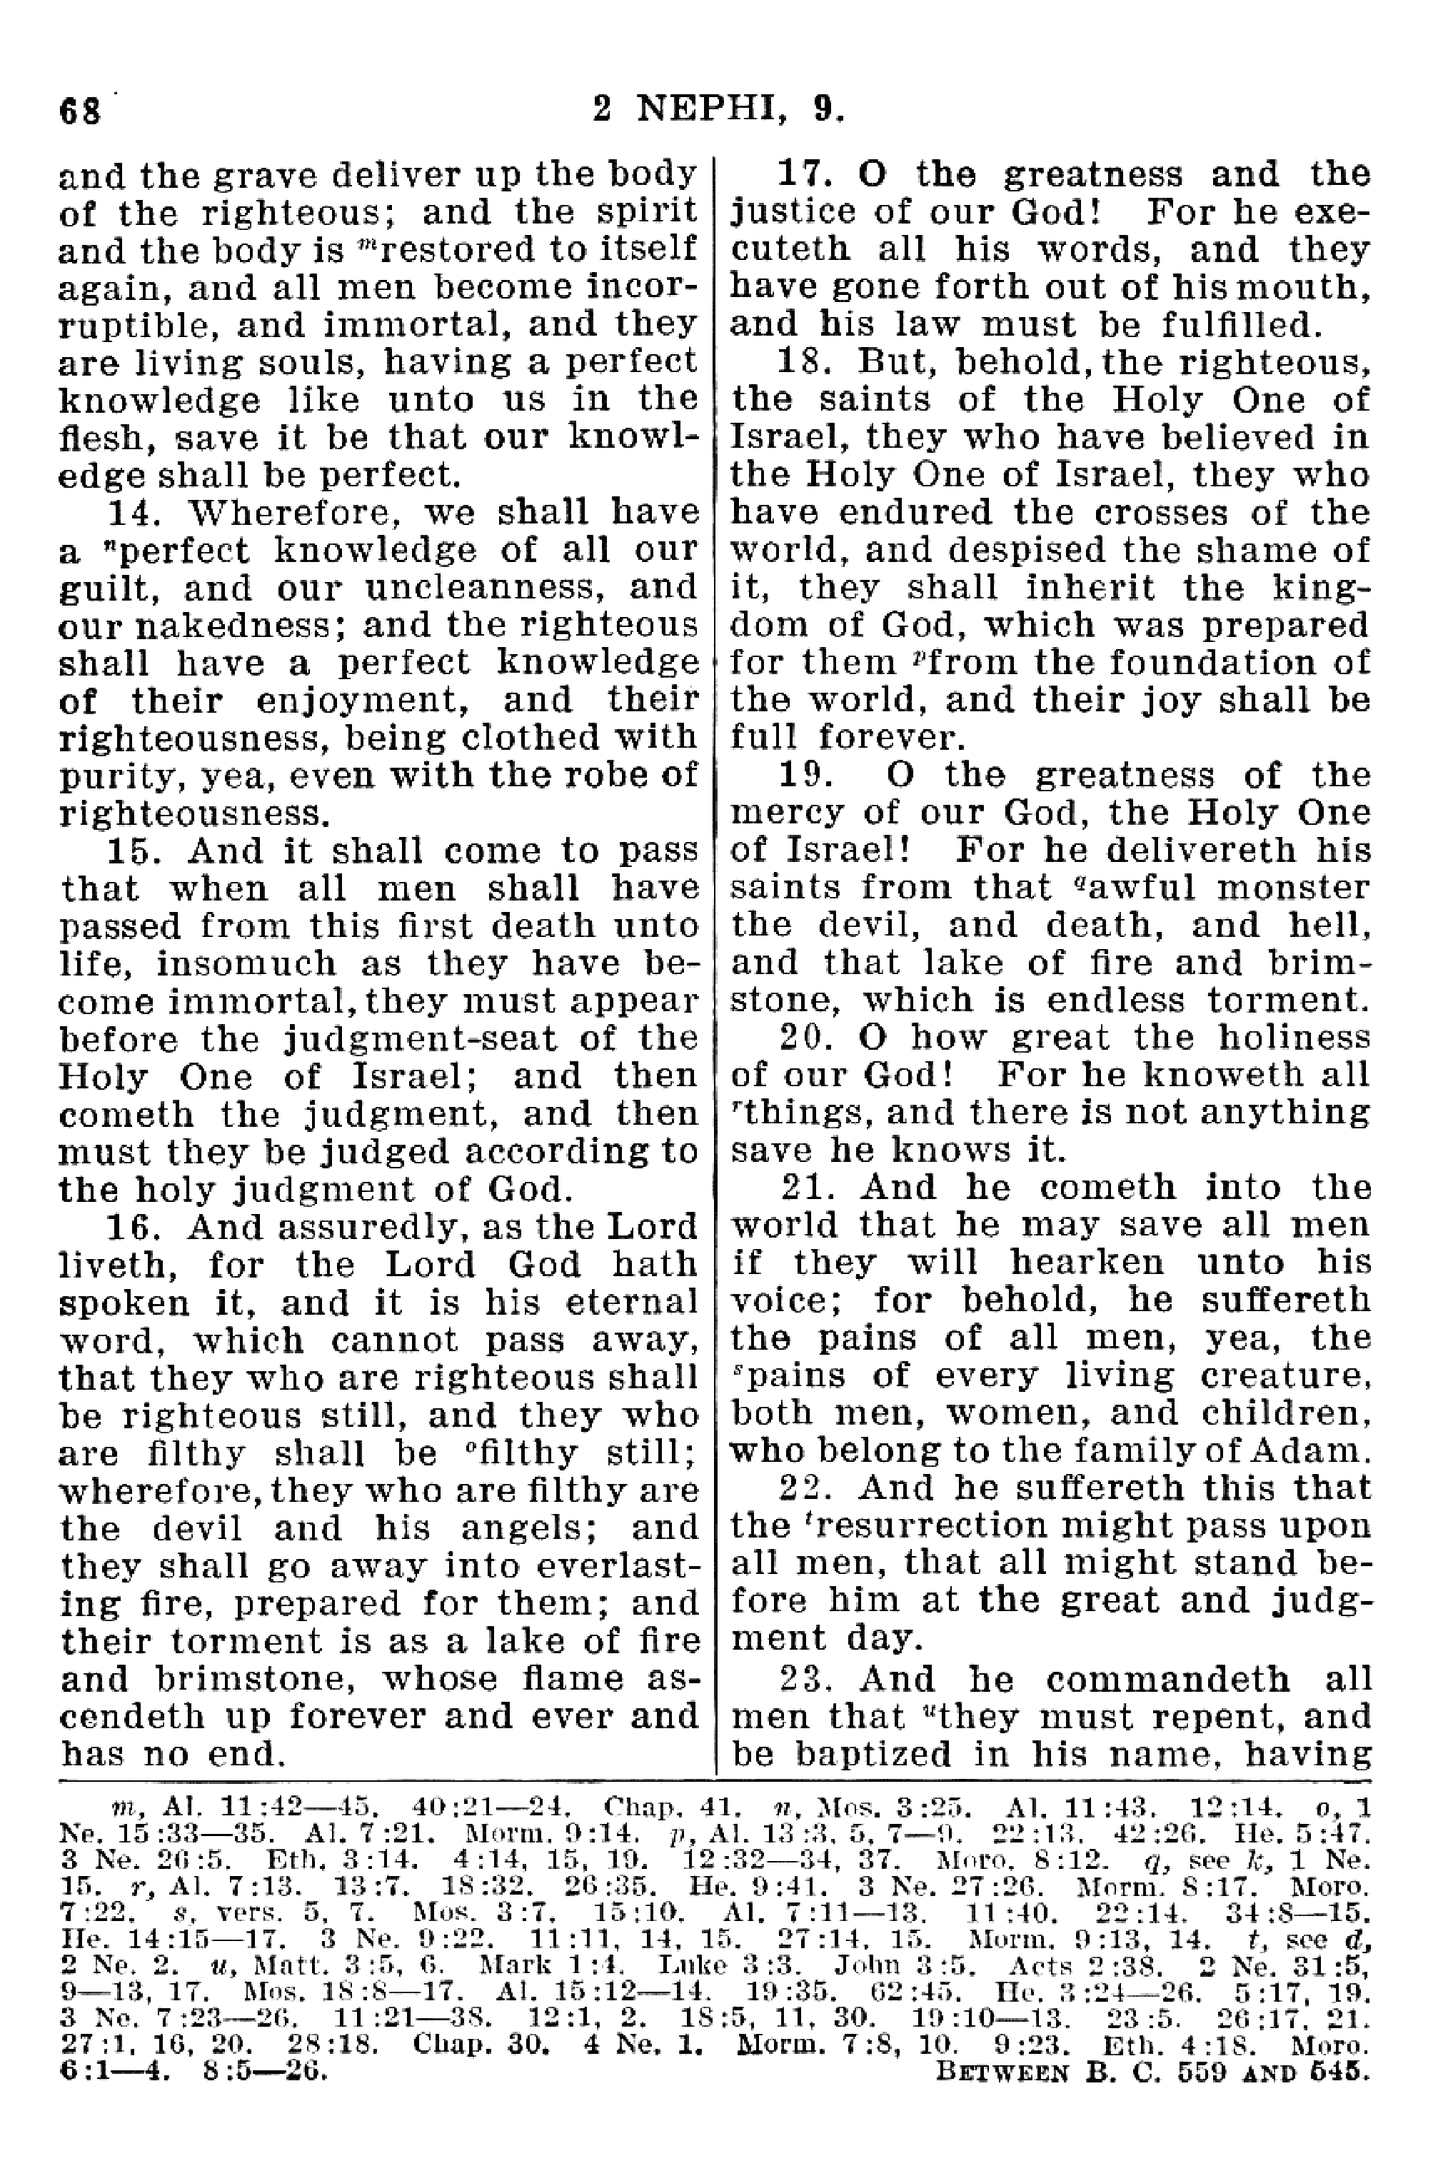 68
2 NEPHI, 9.
and the grave deliver up the body
of the righteous; and the spirit
and the body is ᵐrestored to itself
again, and all men become incor-
ruptible, and immortal, and they
are living souls, having a perfect
knowledge like unto us in the
flesh, save it be that our knowl-
edge shall be perfect.
14. Wherefore, we shall have
a ⁿperfect knowledge of all our
guilt, and our uncleanness, and
our nakedness; and the righteous
shall have a perfect knowledge
of their enjoyment, and their
righteousness, being clothed with
purity, yea, even with the robe of
righteousness.
15. And it shall come to pass
that when all men shall have
passed from this first death unto
life, insomuch as they have be-
come immortal, they must appear
before the judgment-seat of the
Holy One of Israel; and then
cometh the judgment, and then
must they be judged according to
the holy judgment of God.
16. And assuredly, as the Lord
liveth, for the Lord God hath
spoken it, and it is his eternal
word, which cannot pass away,
that they who are righteous shall
be righteous still, and they who
are filthy shall be ᵒfilthy still;
wherefore, they who are filthy are
the devil and his angels; and
they shall go away into everlast-
ing fire, prepared for them; and
their torment is as a lake of fire
and brimstone, whose flame as-
cendeth up forever and ever and
has no end.
17. O the greatness and the
justice of our God! For he exe-
cuteth all his words, and they
have gone forth out of his mouth,
and his law must be fulfilled.
18. But, behold, the righteous,
the saints of the Holy One of
Israel, they who have believed in
the Holy One of Israel, they who
have endured the crosses of the
world, and despised the shame of
it, they shall inherit the king-
dom of God, which was prepared
for them ᵖfrom the foundation of
the world, and their joy shall be
full forever.
19. O the greatness of the
mercy of our God, the Holy One
of Israel! For he delivereth his
saints from that qawful monster
the devil, and death, and hell,
and that lake of fire and brim-
stone, which is endless torment.
20. O how great the holiness
of our God! For he knoweth all
ʳthings, and there is not anything
save he knows it.
21. And he cometh into the
world that he may save all men
if they will hearken unto his
voice; for behold, he suffereth
the pains of all men, yea, the
ˢpains of every living creature,
both men, women, and children,
who belong to the family of Adam.
22. And he suffereth this that
the ᵗresurrection might pass upon
all men, that all might stand be-
fore him at the great and judg-
ment day.
23. And he commandeth all
men that ᵘthey must repent, and
be baptized in his name, having
m, Al. 11:42—45. 40:21—24. Chap. 41. n, Mos. 3:25. Al. 11:43. 12:14. o, 1
Ne. 15:33—35. Al. 7:21. Morm. 9:14. p, Al. 13:3, 5, 7—9. 22:13. 42:26. He. 5:47.
3 Ne. 26:5. Eth. 3:14. 4:14, 15, 19. 12:32—34, 37. Moro. 8:12. q, see k, 1 Ne.
15. r, Al. 7:13. 13:7. 18:32. 26:35. He. 9:41. 3 Ne. 27:26. Morm. 8:17. Moro.
7:22. s, vers. 5, 7. Mos. 3:7. 15:10. Al. 7:11—13. 11:40. 22:14. 34:8—15.
He. 14:15—17. 3 Ne. 9:22. 11:11, 14, 15. 27:14, 15. Morm. 9:13, 14. t, see d,
2 Ne. 2. u, Matt. 3:5, 6. Mark 1:4. Luke 3:3. John 3:5. Acts 2:38. 2 Ne. 31:5,
9—13, 17. Mos. 18:8—17. Al. 15:12—14. 19:35. 62:45. He. 3:24—26. 5:17, 19.
3 Ne. 7:23—26. 11:21—38. 12:1, 2. 18:5, 11, 30. 19:10—13. 23:5. 26:17, 21.
27:1, 16, 20. 28:18. Chap. 30. 4 Ne. 1. Morm. 7:8, 10. 9:23. Eth. 4:18. Moro.
6:1—4. 8:5—26.
BETWEEN B. C. 559 AND 545.